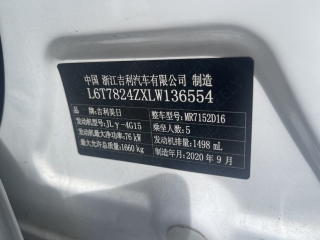 中国 浙江吉利汽车有限公司 制造
L6T7824ZXLW136554
品牌：吉利美日 整车型号：MR7152D16
发动机型号：JLγ-4G15 乘坐人数：5
发动机最大净功率：76 kW 发动机排量：1498 mL
最大允许总质量：1660 kg 制造年月：2020 年 9 月